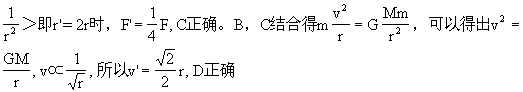 1/r² ＞即r'=2r时，F'=1/4F, C正确。B，C结合得m v²/r = G Mm/r²，可以得出v² =
GM/r, v∝1/√r, 所以v'=√2/2 r, D正确